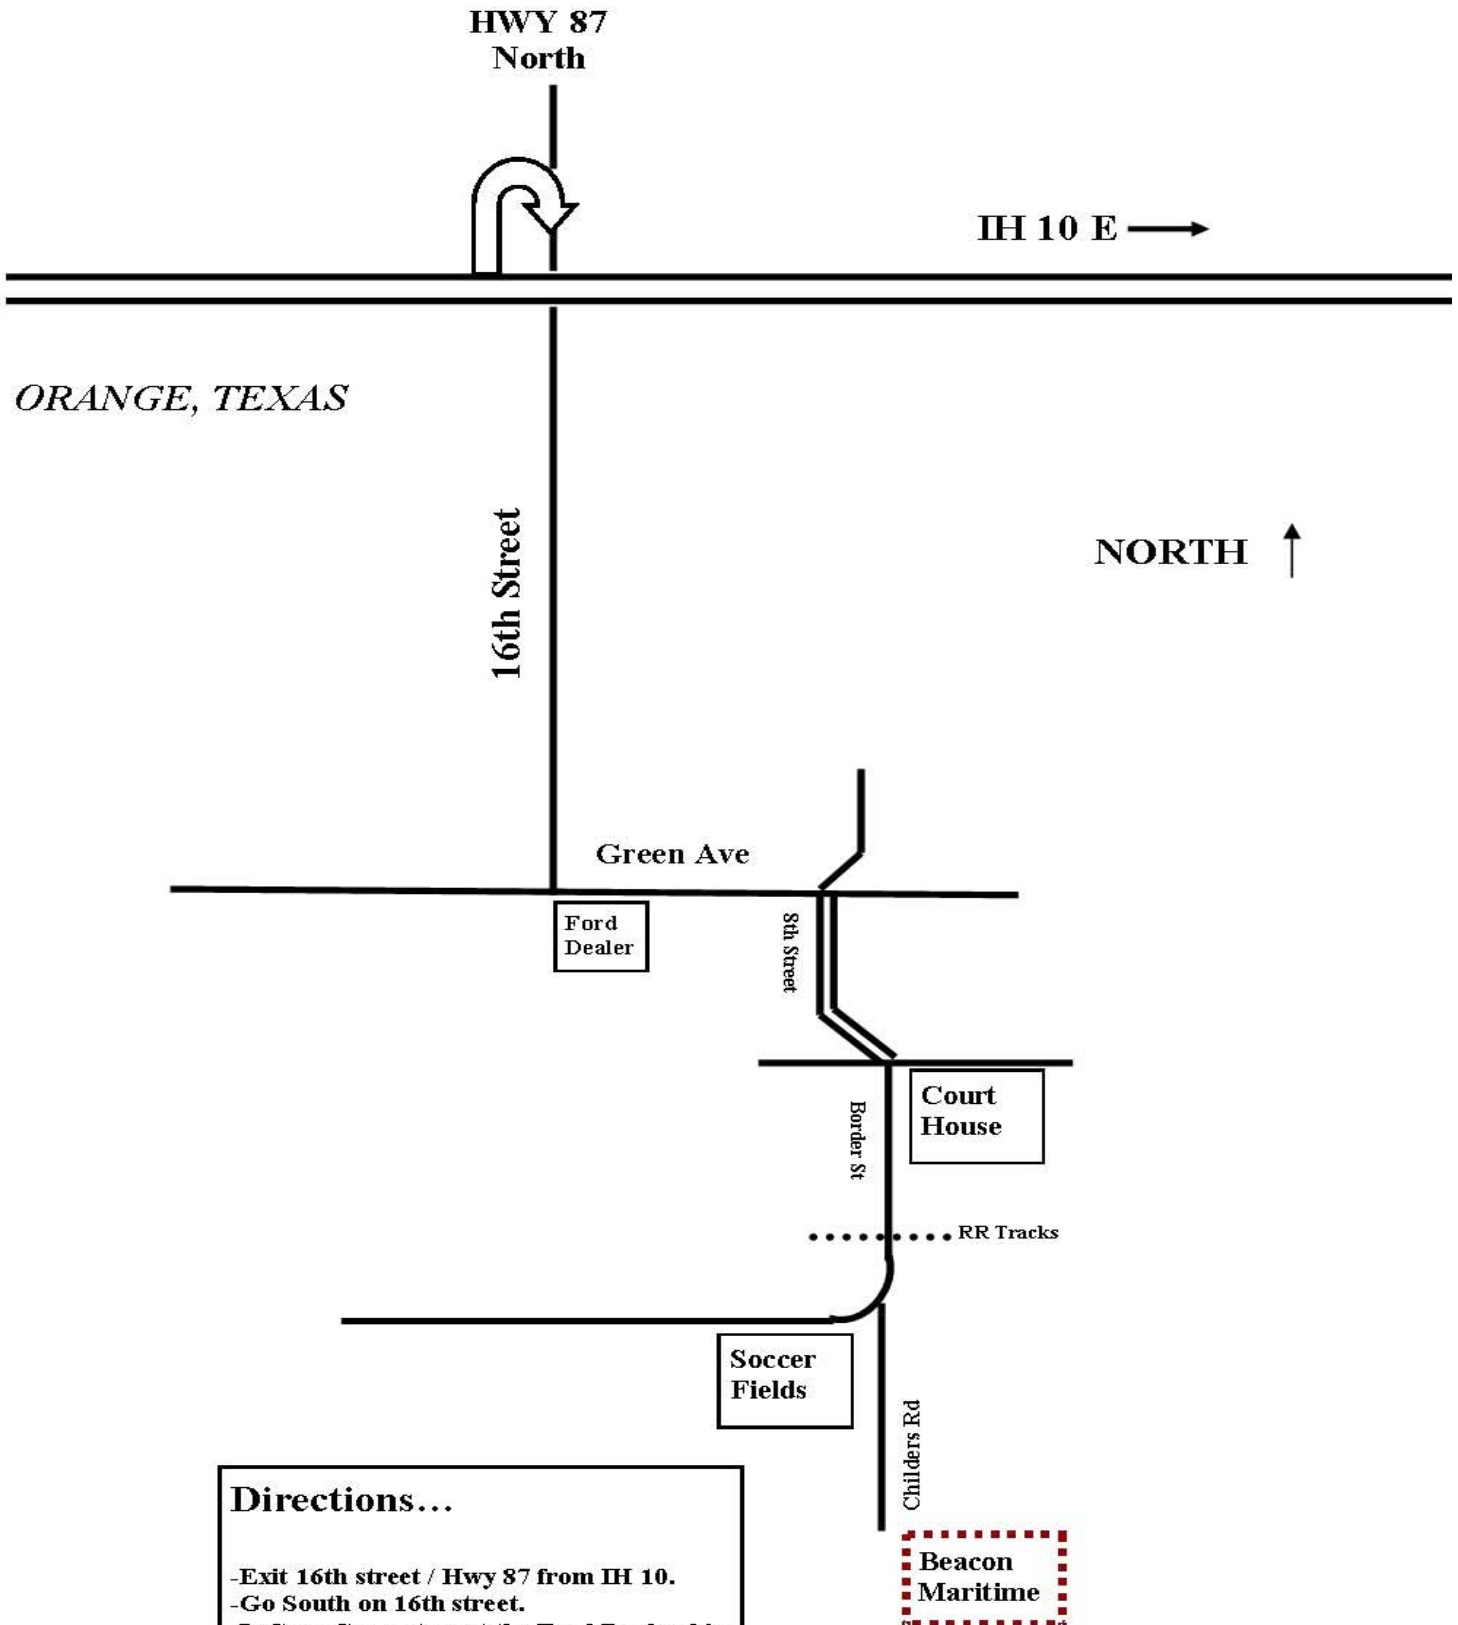 HWY 87
North
IH 10 E
ORANGE, TEXAS
16th Street
NORTH
Green Ave
Ford
Dealer
8th Street
Court
House
Border St
RR Tracks
Soccer
Fields
Childers Rd
Directions…
-Exit 16th street / Hwy 87 from IH 10.
-Go South on 16th street.
Beacon
Maritime